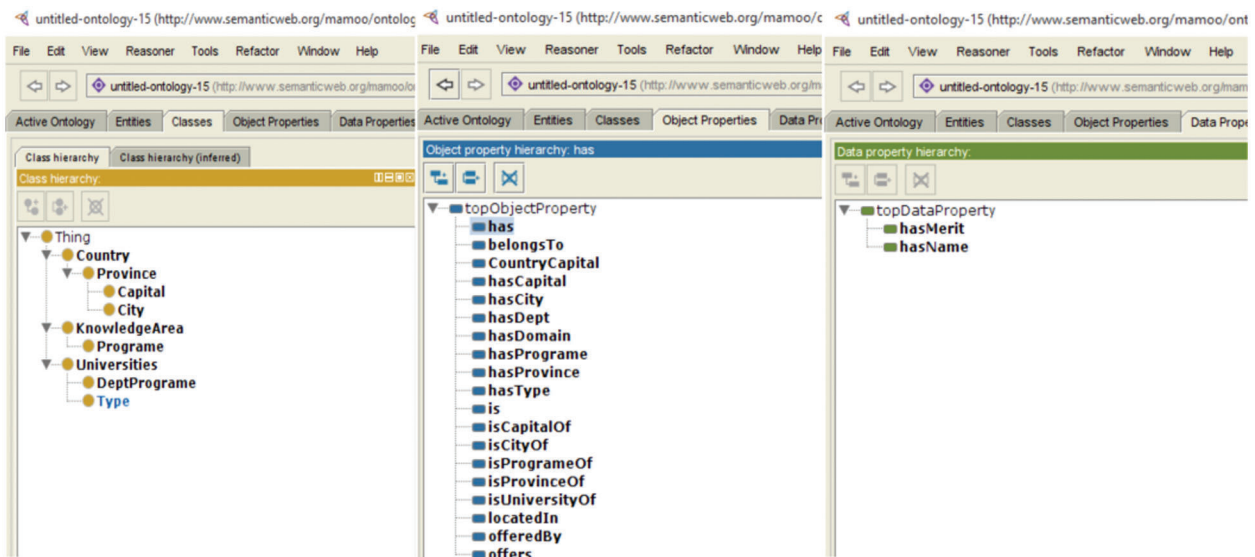 untitled-ontology-15 (http://www.semanticweb.org/mamoo/ontolog
File Edit View Reasoner Tools Refactor Window Help
untitled-ontology-15 (http://www.semanticweb.org/mamoo/o
Active Ontology Entities Classes Object Properties Data Properties
Class hierarchy Class hierarchy (inferred)
Class hierarchy:
Thing
Country
Province
Capital
City
KnowledgeArea
Programe
Universities
DeptPrograme
Type
untitled-ontology-15 (http://www.semanticweb.org/mamoo/o
File Edit View Reasoner Tools Refactor Window Help
untitled-ontology-15 (http://www.semanticweb.org/m
Active Ontology Entities Classes Object Properties Data Pro
Object property hierarchy: has
topObjectProperty
has
belongsTo
CountryCapital
hasCapital
hasCity
hasDept
hasDomain
hasPrograme
hasProvince
hasType
is
isCapitalOf
isCityOf
isProgrameOf
isProvinceOf
isUniversityOf
locatedIn
offeredBy
offers
untitled-ontology-15 (http://www.semanticweb.org/mamoo/ont
File Edit View Reasoner Tools Refactor Window Help
untitled-ontology-15 (http://www.semanticweb.org/mam
Active Ontology Entities Classes Object Properties Data Prope
Data property hierarchy:
topDataProperty
hasMerit
hasName